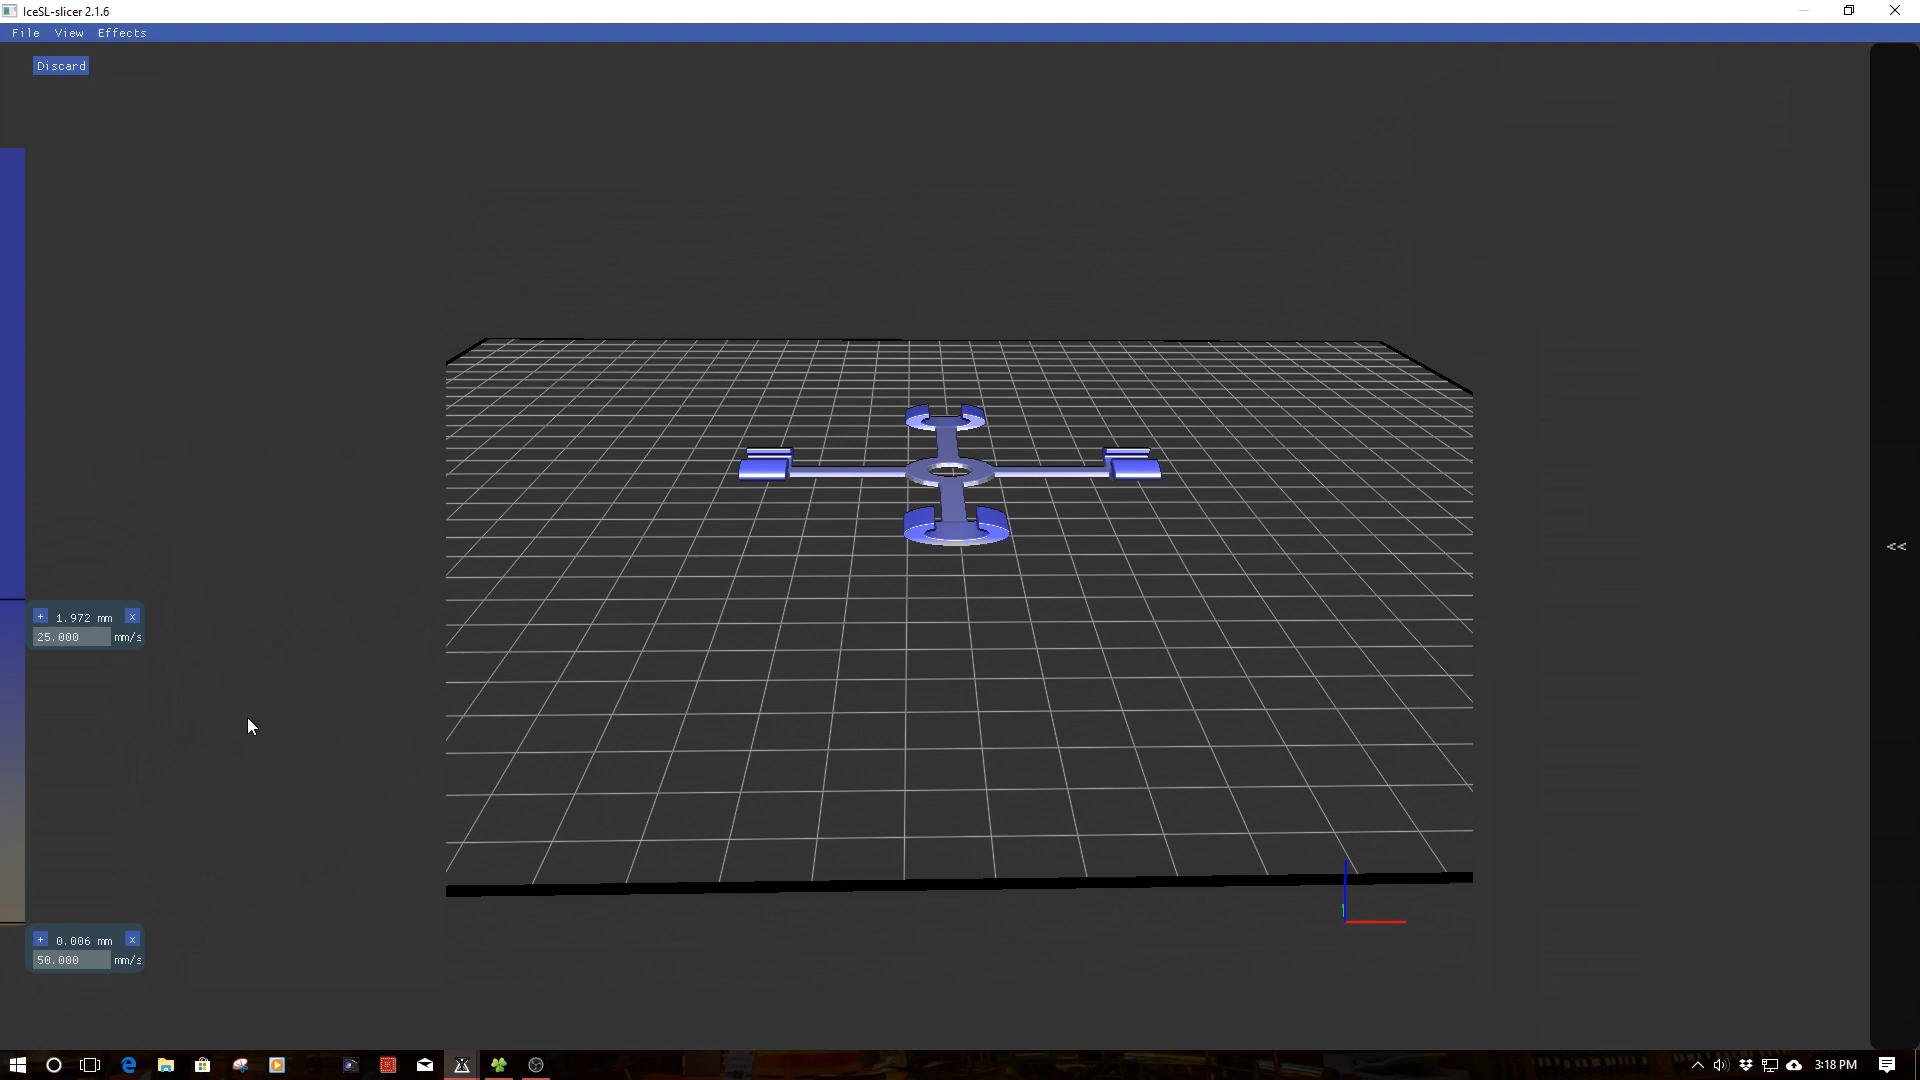 IceSL-slicer 2.1.6
File View Effects
Discard
<<
+ 1.972 mm x
25.000 mm/s
+ 0.006 mm x
50.000 mm/s
3:18 PM